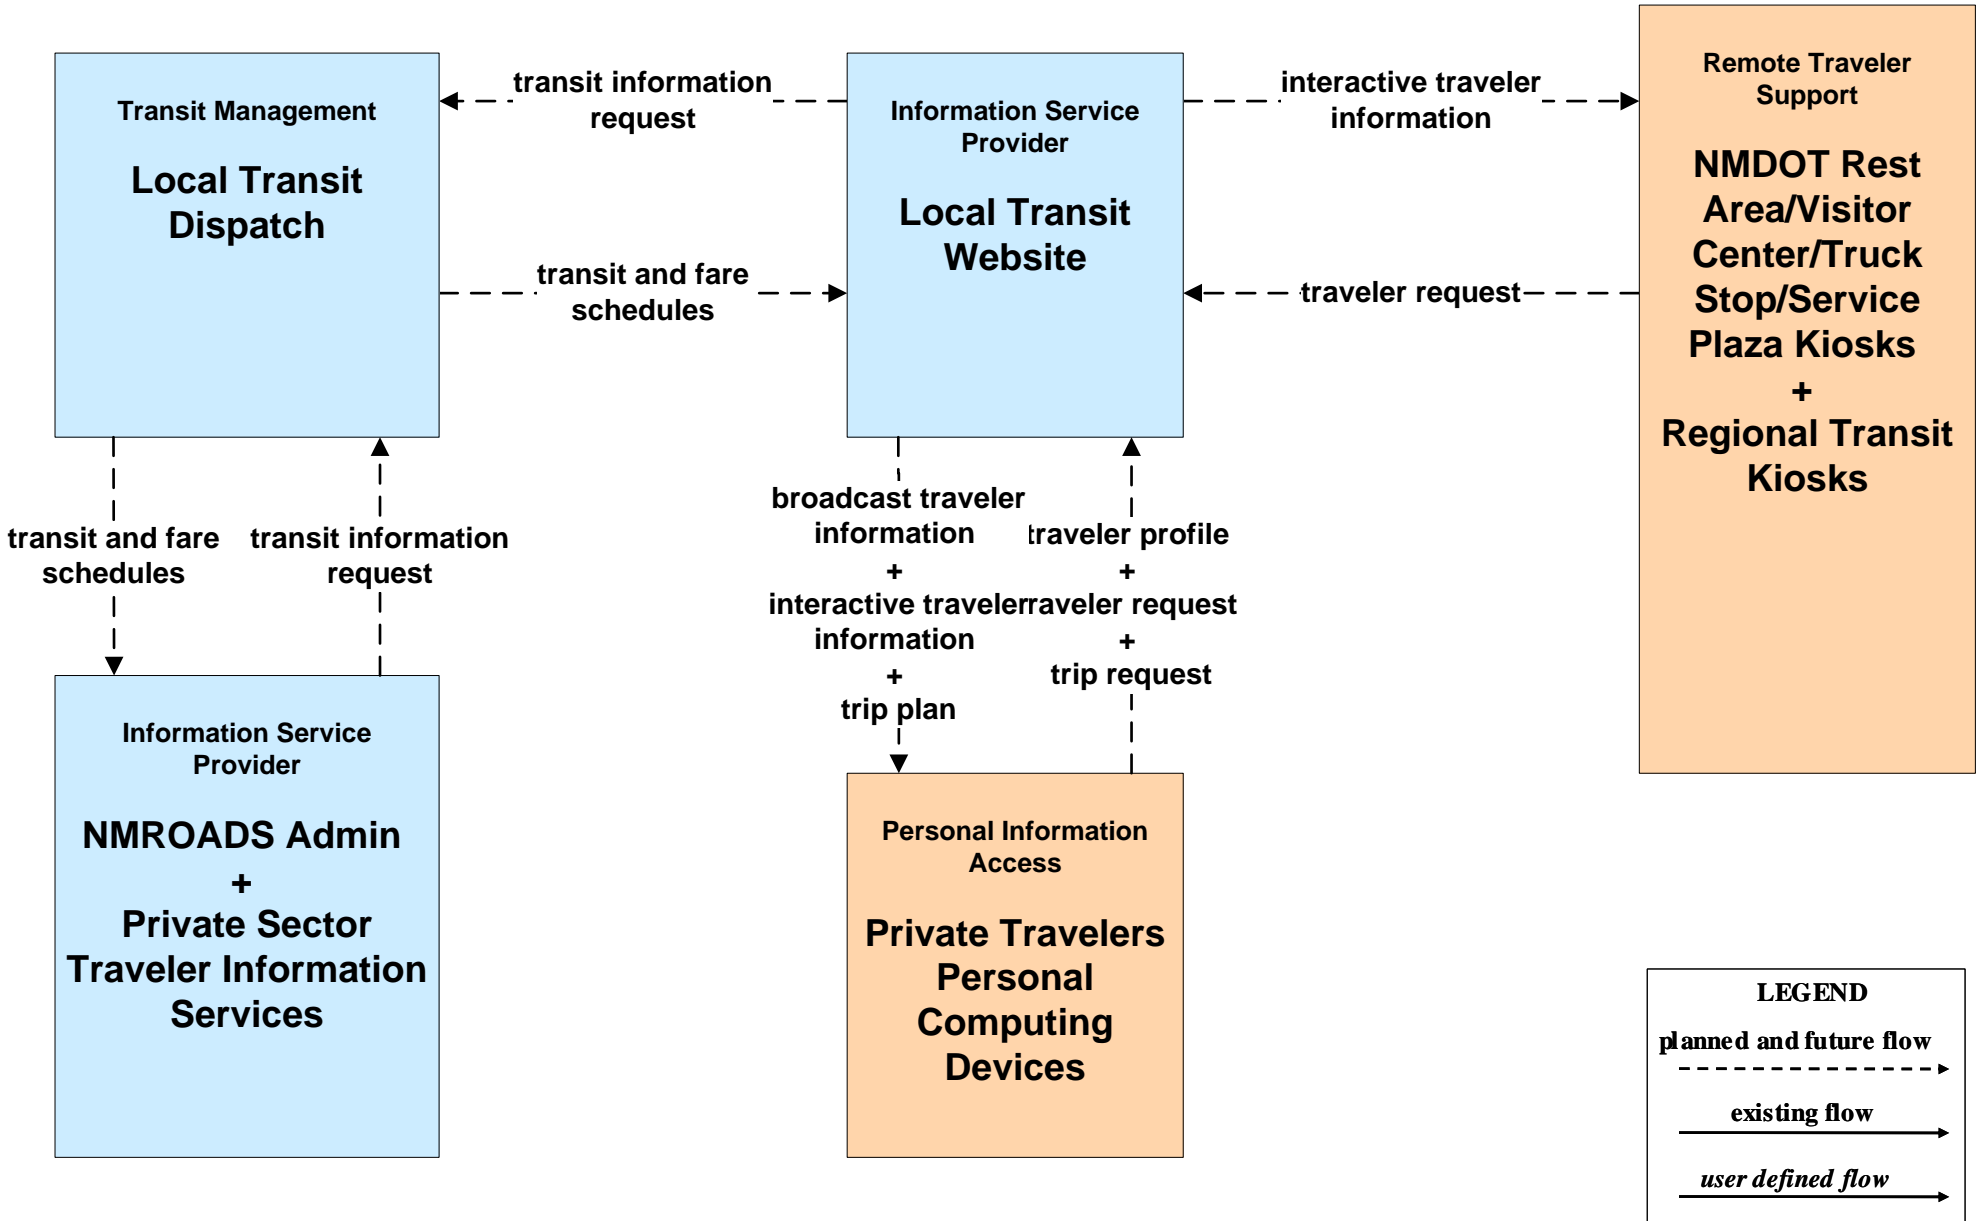 Transit Management
Local Transit
Dispatch
transit information
request
Information Service
Provider
Local Transit
Website
interactive traveler
information
Remote Traveler
Support
NMDOT Rest
Area/Visitor
Center/Truck
Stop/Service
Plaza Kiosks
+
Regional Transit
Kiosks
transit and fare
schedules
traveler request
transit and fare
schedules
transit information
request
broadcast traveler
information
+
interactive traveler
information
+
trip plan
traveler profile
+
raveler request
+
trip request
Information Service
Provider
NMROADS Admin
+
Private Sector
Traveler Information
Services
Personal Information
Access
Private Travelers
Personal
Computing
Devices
LEGEND
planned and future flow
existing flow
user defined flow